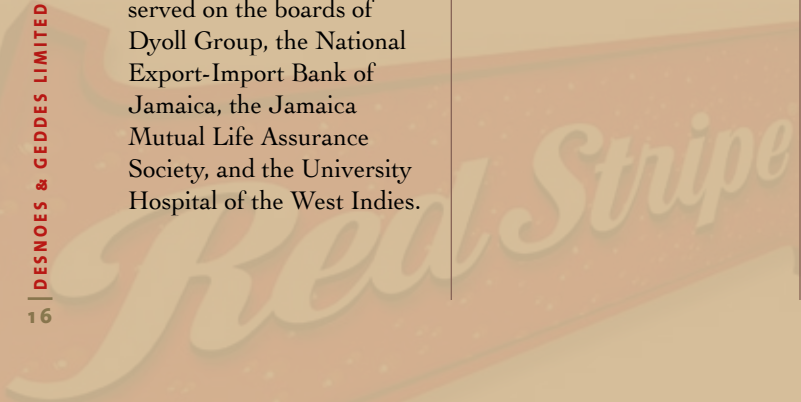 served on the boards of
Dyoll Group, the National
Export-Import Bank of
Jamaica, the Jamaica
Mutual Life Assurance
Society, and the University
Hospital of the West Indies.
Red Stripe
DESNOES & GEDDES LIMITED
16